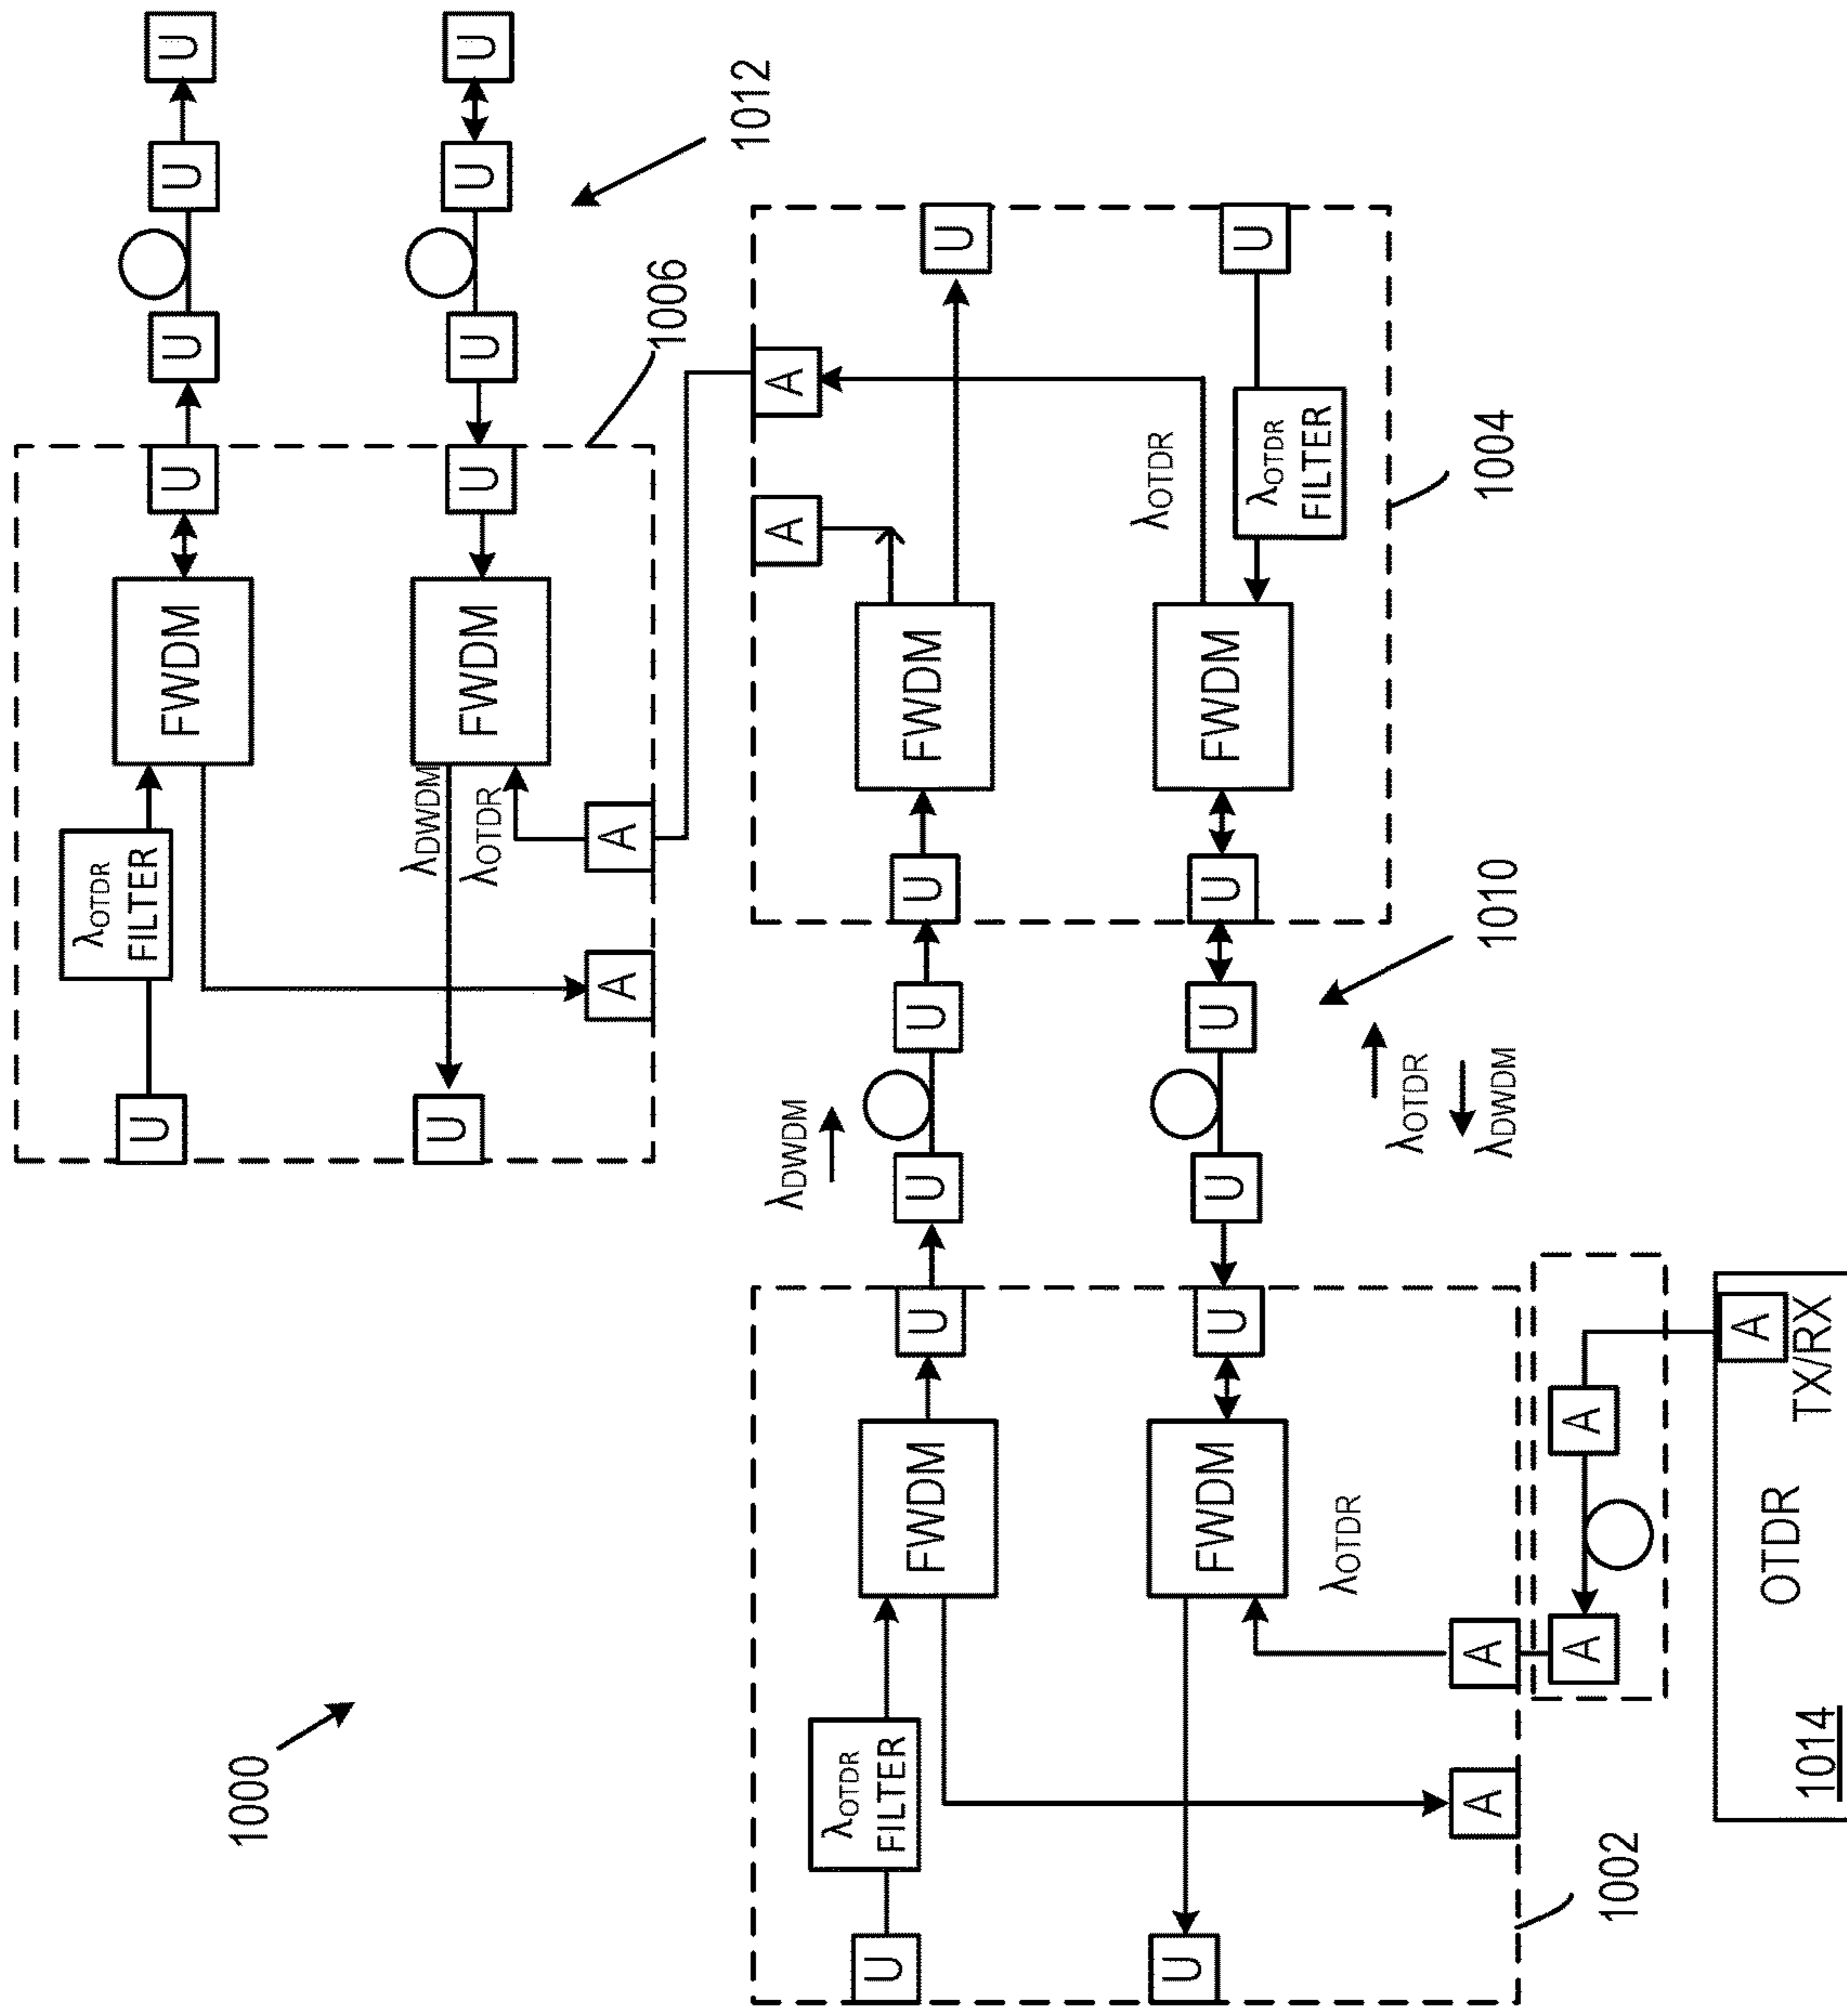 U
λOTDR
FILTER
FWDM
U
U
U
U
1000
U
λDWDM
λOTDR
FWDM
U
U
U
U
A
A
1006
1012
A
A
U
λOTDR
FILTER
FWDM
U
λDWDM
U
U
U
FWDM
U
U
FWDM
U
U
U
U
FWDM
λOTDR
λOTDR
FILTER
U
λOTDR
A
A
λOTDR
λDWDM
1010
1004
1002
A
A
A
OTDR
TX/RX
1014